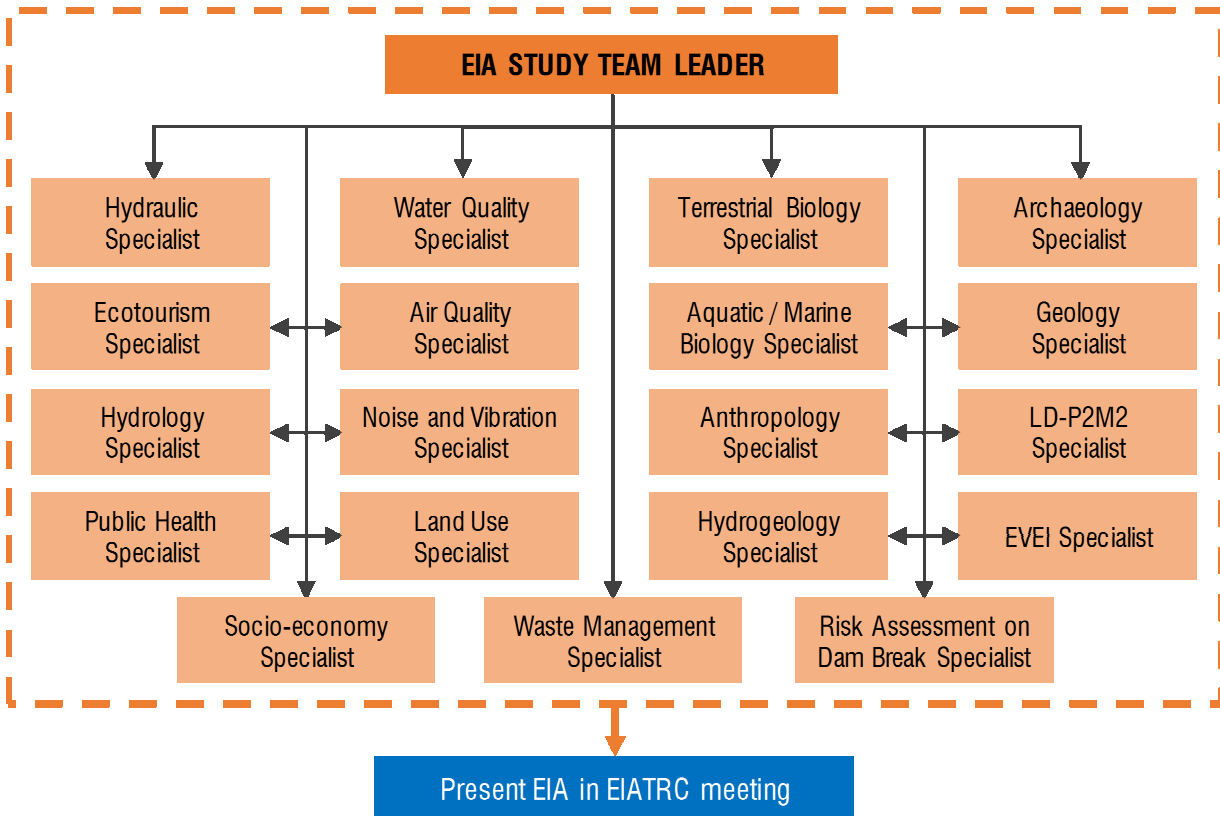 EIA STUDY TEAM LEADER
Hydraulic
Specialist
Water Quality
Specialist
Terrestrial Biology
Specialist
Archaeology
Specialist
Ecotourism
Specialist
Air Quality
Specialist
Aquatic / Marine
Biology Specialist
Geology
Specialist
Hydrology
Specialist
Noise and Vibration
Specialist
Anthropology
Specialist
LD-P2M2
Specialist
Public Health
Specialist
Land Use
Specialist
Hydrogeology
Specialist
EVEI Specialist
Socio-economy
Specialist
Waste Management
Specialist
Risk Assessment on
Dam Break Specialist
Present EIA in EIATRC meeting